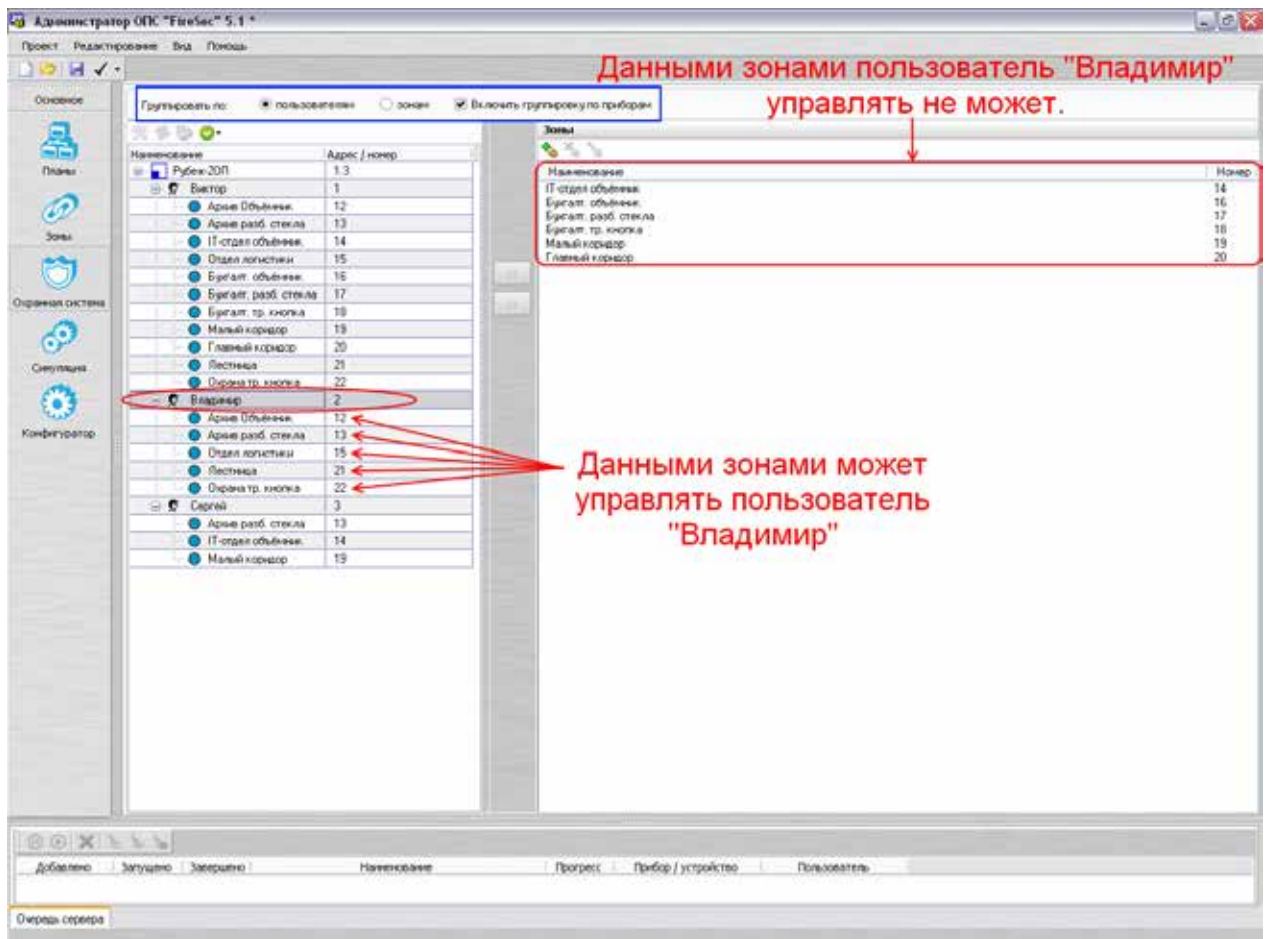 Администратор ОПС "FireSec" 5.1 *
Проект Редактирование Вид Помощь
Данными зонами пользователь "Владимир"
управлять не может.
Основное
Группировать по: пользователям зонам Включить группировку по приборам
Зоны
Наименование Адрес / номер
Наименование Номер
Рубеж-20П 1.3
IT-отдел объёмник 14
Виктор 1
Бухгалт. объёмник. 16
Архив Объёмник. 12
Бухгалт. разб. стекла 17
Архив разб. стекла 13
Бухгалт. тр. кнопка 18
IT-отдел объёмник. 14
Малый коридор 19
Отдел логистики 15
Главный коридор 20
Бухгалт. объёмник. 16
Бухгалт. разб. стекла 17
Бухгалт. тр. кнопка 18
Малый коридор 19
Главный коридор 20
Лестница 21
Охрана тр. кнопка 22
Владимир 2
Архив Объёмник. 12
Архив разб. стекла 13
Отдел логистики 15
Лестница 21
Охрана тр. кнопка 22
Сергей 3
Архив разб. стекла 13
IT-отдел объёмник. 14
Малый коридор 19
Планы
Зоны
Охранная система
Симуляция
Конфигуратор
Данными зонами может
управлять пользователь
"Владимир"
Добавлено Запущено Завершено Наименование Прогресс Прибор / устройство Пользователь
Очередь сервера